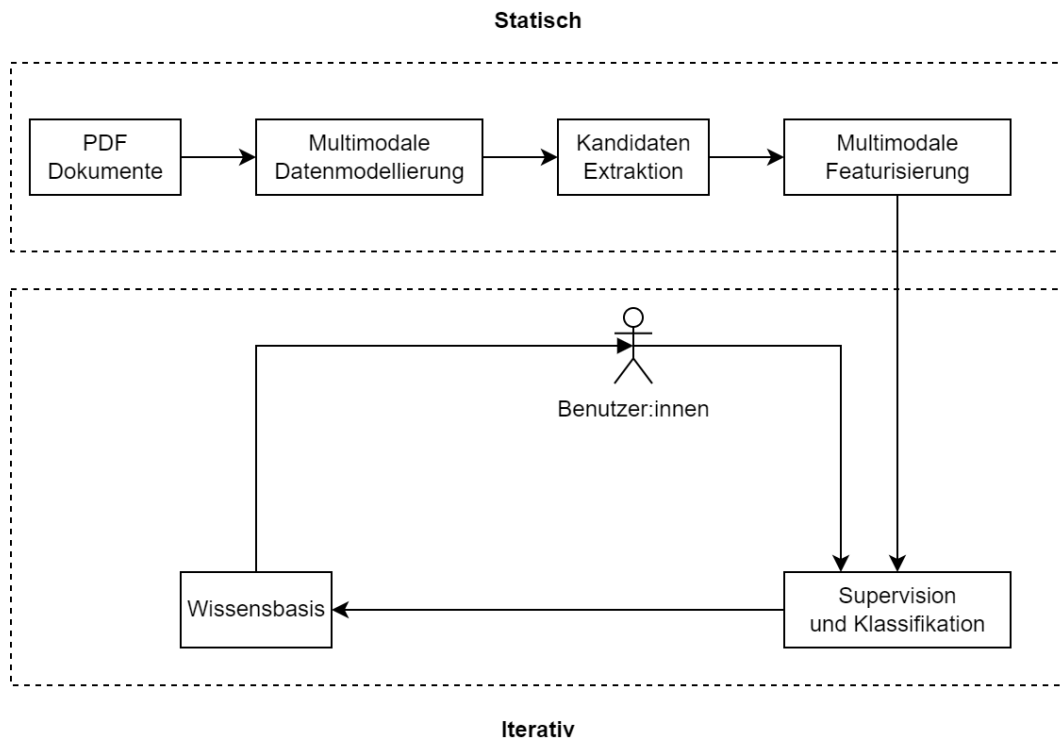 Statisch
PDF
Dokumente
Multimodale
Datenmodellierung
Kandidaten
Extraktion
Multimodale
Featurisierung
Benutzer:innen
Wissensbasis
Supervision
und Klassifikation
Iterativ